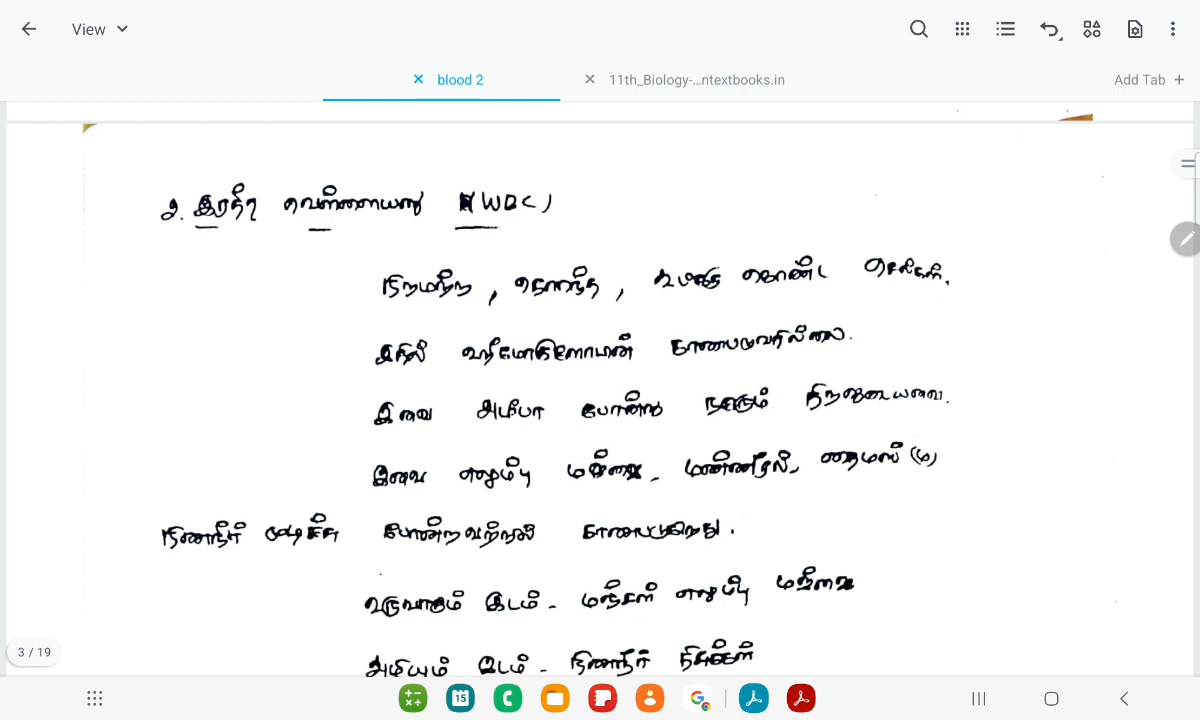 View
blood 2
11th_Biology-...ntextbooks.in
Add Tab +
2. இரத்த வெள்ளையணு (WBC)
நிறமற்ற, தெளிந்த, உட்கரு கொண்ட செல்கள்.
இதில் ஹீமோகுளோபின் காணப்படுவதில்லை.
இவை அமீபா போன்ற நகரும் திறனுடையவை.
இவை எலும்பு மஜ்ஜை, மண்ணீரல், தைமஸ் (ம)
நிணநீர் முடிச்சு போன்றவற்றில் காணப்படுகிறது.
உருவாகும் இடம் - மஞ்சள் எலும்பு மஜ்ஜை
அழியும் இடம் - நிணநீர்
3 / 19
15